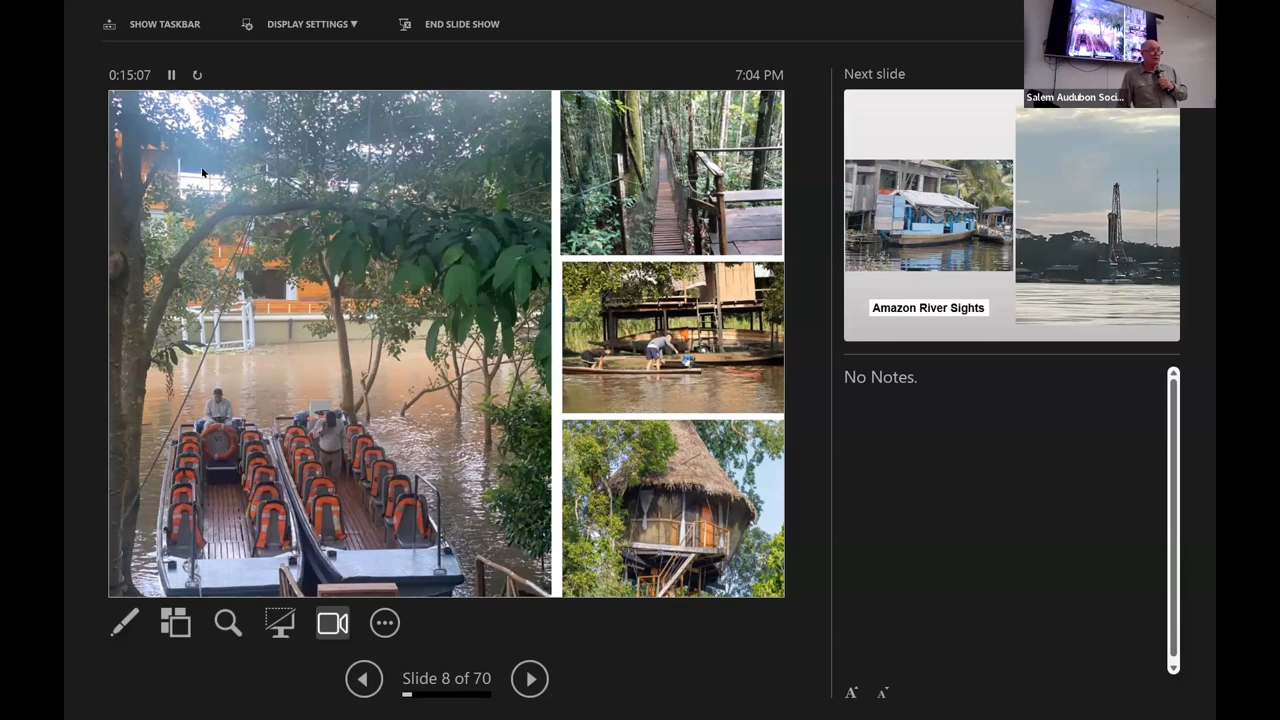 SHOW TASKBAR
DISPLAY SETTINGS ▼
END SLIDE SHOW
0:15:07
7:04 PM
Next slide
Salem Audubon Soci...
Amazon River Sights
No Notes.
Slide 8 of 70
A
A